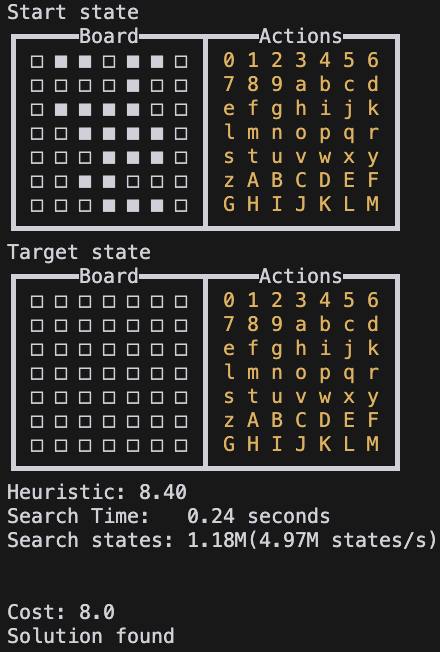 Start state
Board Actions
□ ■ ■ □ ■ ■ □ 0 1 2 3 4 5 6
□ □ □ □ ■ □ □ 7 8 9 a b c d
□ ■ ■ ■ ■ □ □ e f g h i j k
□ □ ■ ■ ■ ■ □ l m n o p q r
□ □ □ ■ ■ ■ □ s t u v w x y
□ □ ■ ■ □ □ □ z A B C D E F
□ □ □ ■ ■ ■ □ G H I J K L M
Target state
Board Actions
□ □ □ □ □ □ □ 0 1 2 3 4 5 6
□ □ □ □ □ □ □ 7 8 9 a b c d
□ □ □ □ □ □ □ e f g h i j k
□ □ □ □ □ □ □ l m n o p q r
□ □ □ □ □ □ □ s t u v w x y
□ □ □ □ □ □ □ z A B C D E F
□ □ □ □ □ □ □ G H I J K L M
Heuristic: 8.40
Search Time: 0.24 seconds
Search states: 1.18M(4.97M states/s)
Cost: 8.0
Solution found